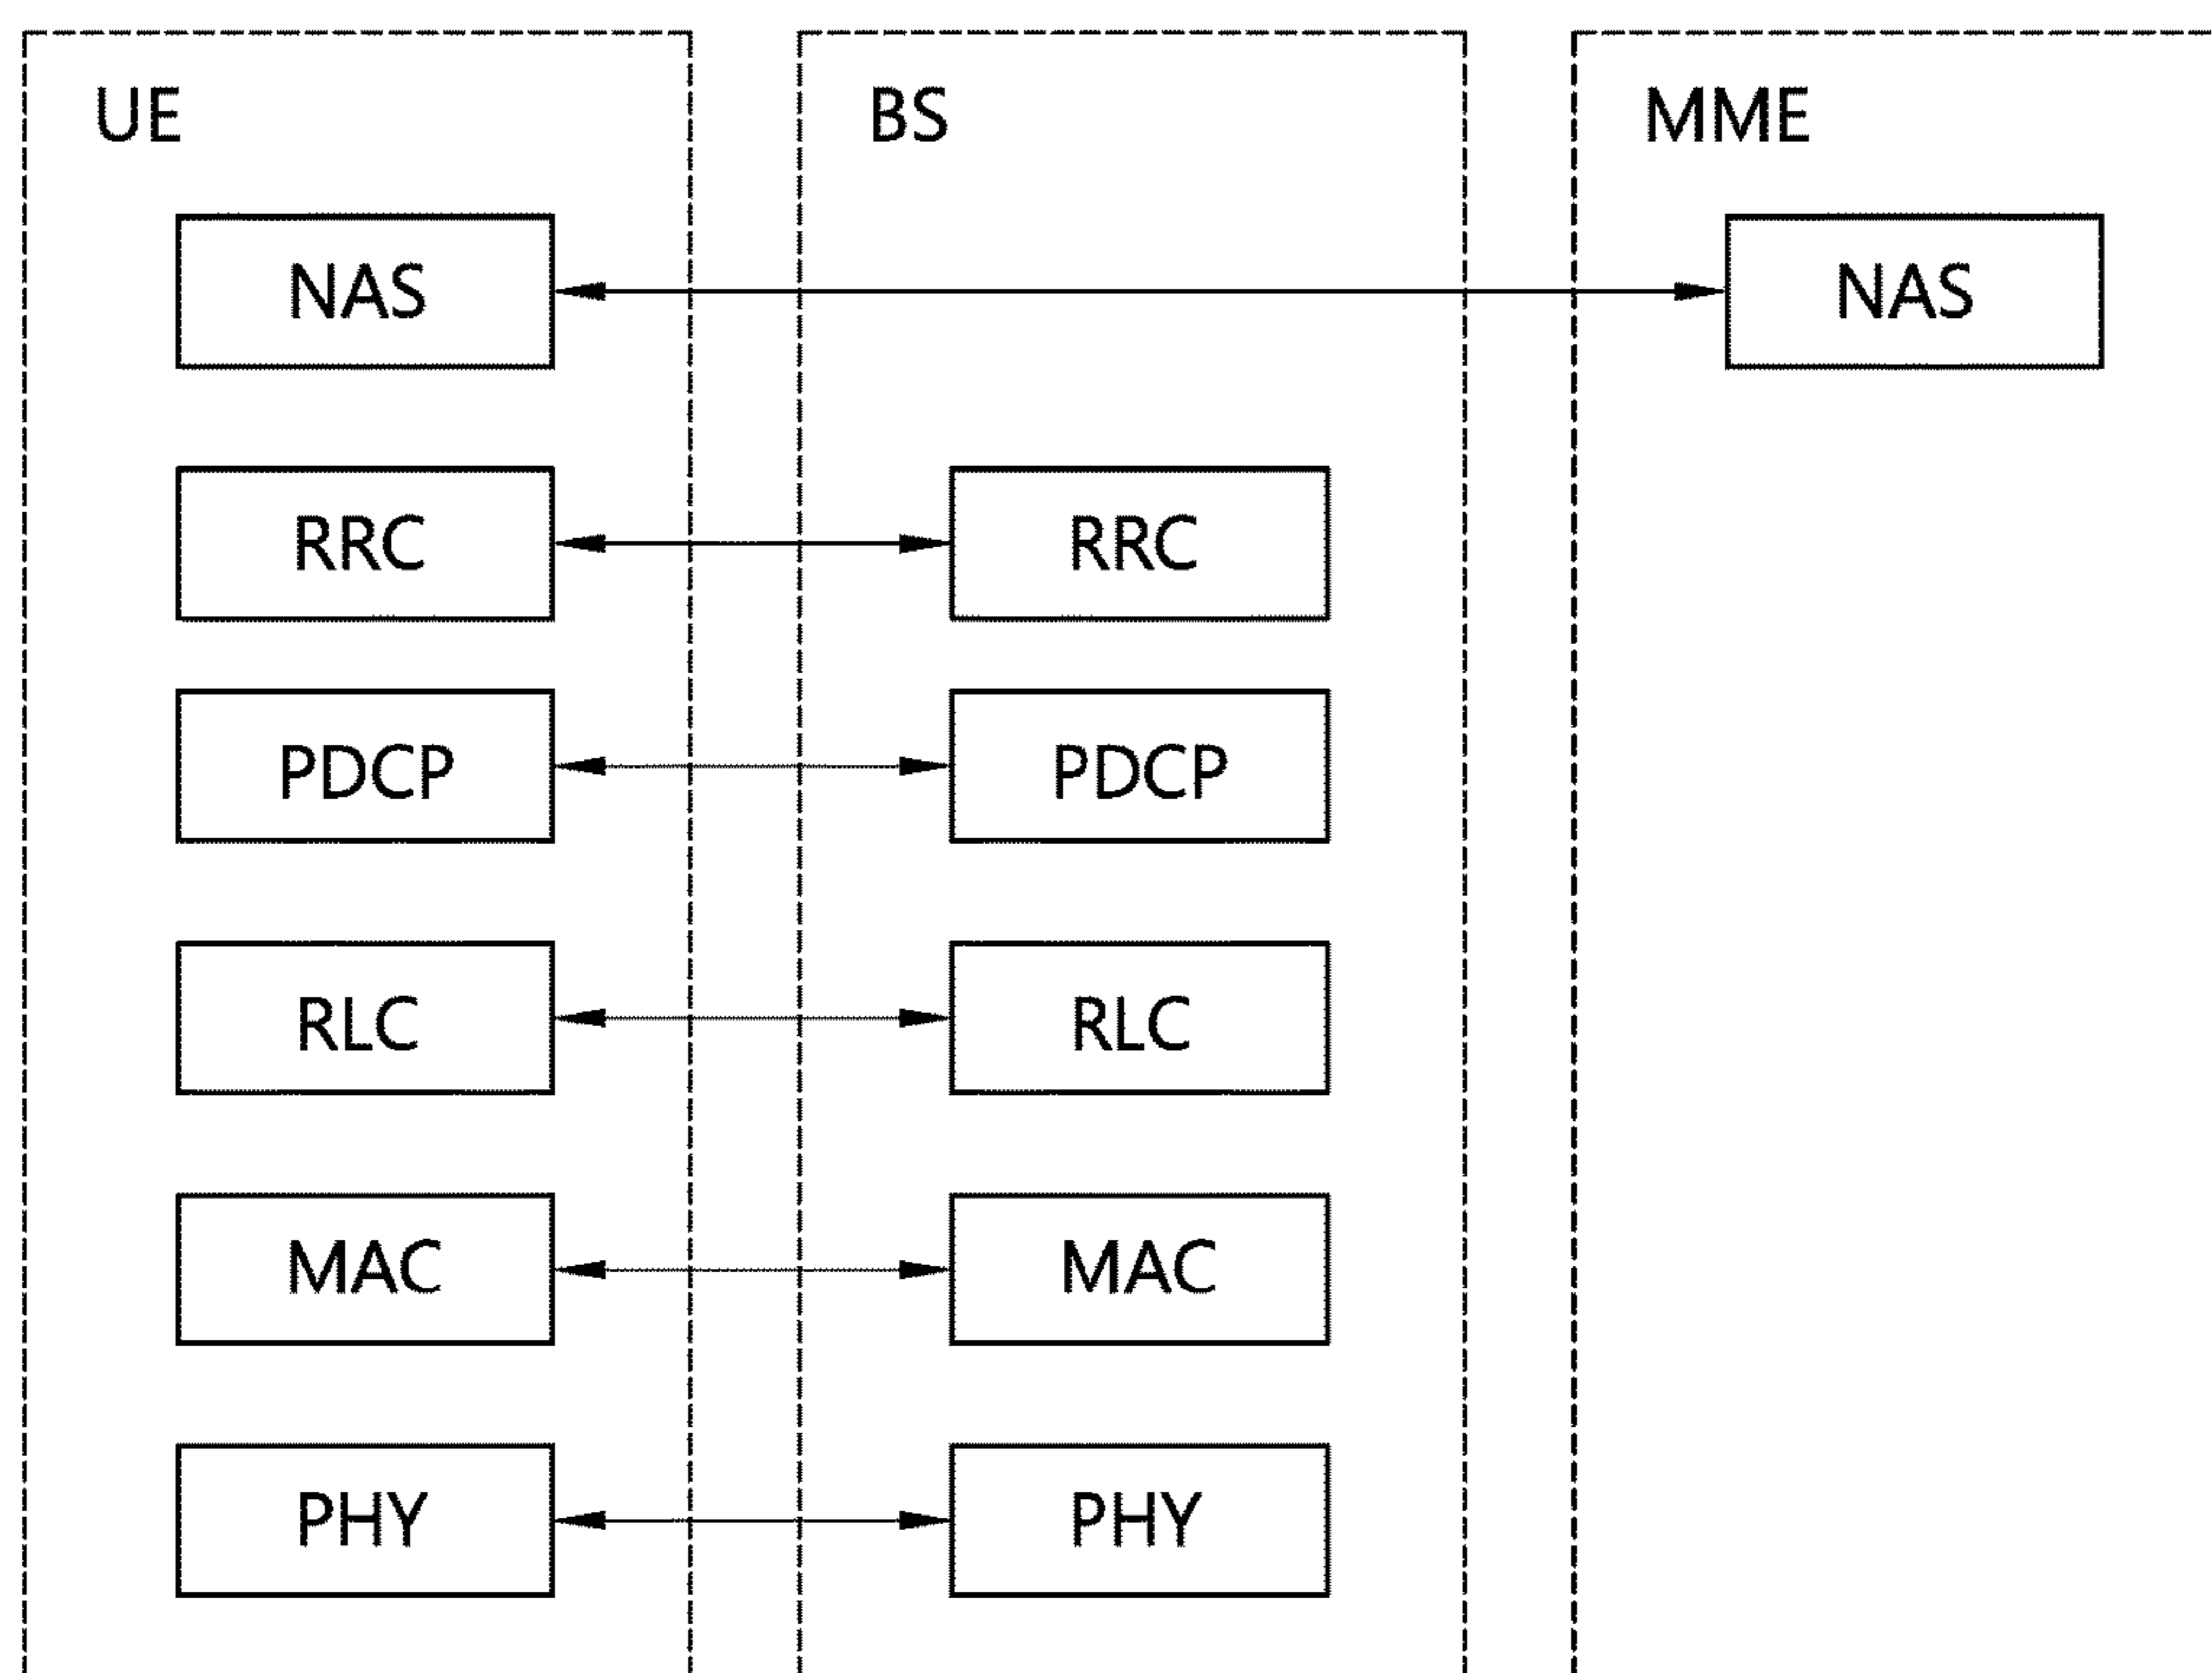 UE BS MME
NAS NAS
RRC RRC
PDCP PDCP
RLC RLC
MAC MAC
PHY PHY